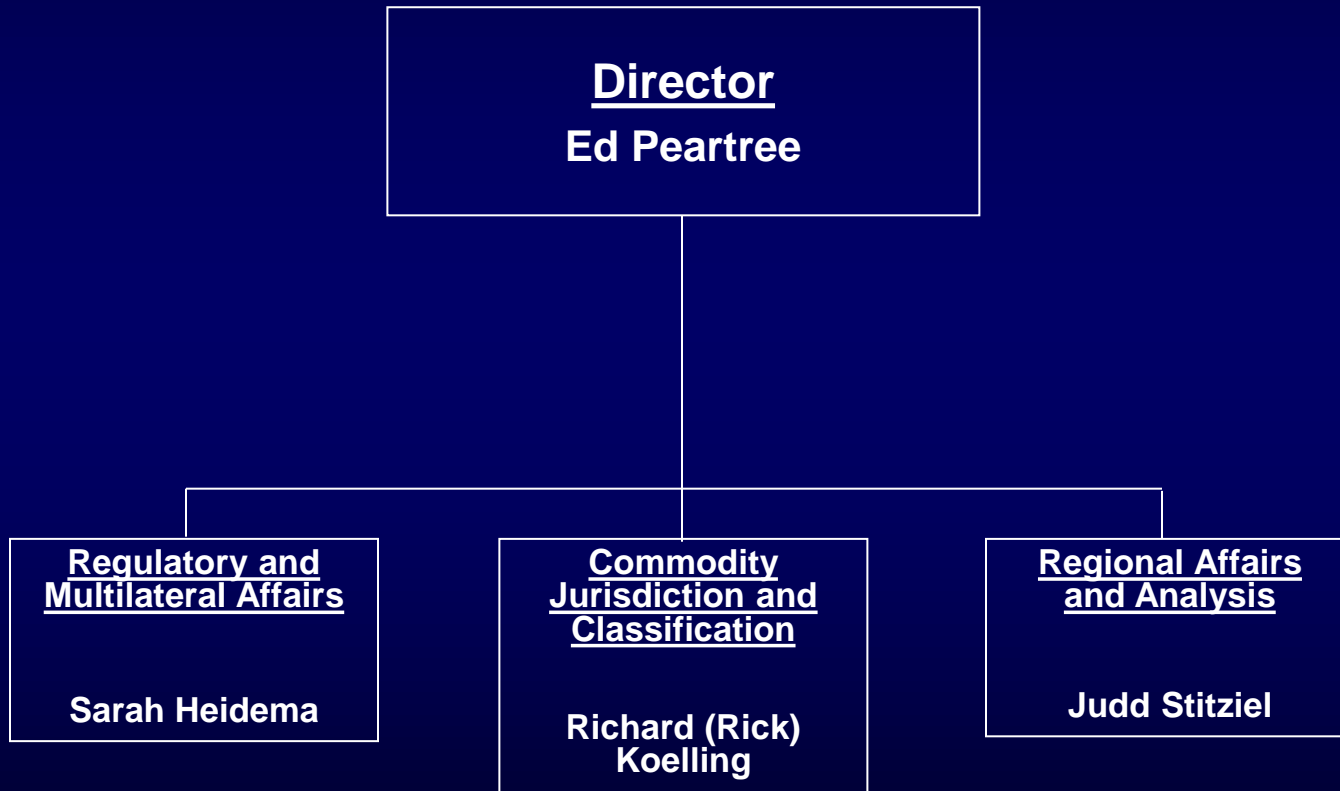 Director
Ed Peartree
Regulatory and
Multilateral Affairs
Sarah Heidema
Commodity
Jurisdiction and
Classification
Richard (Rick)
Koelling
Regional Affairs
and Analysis
Judd Stitziel